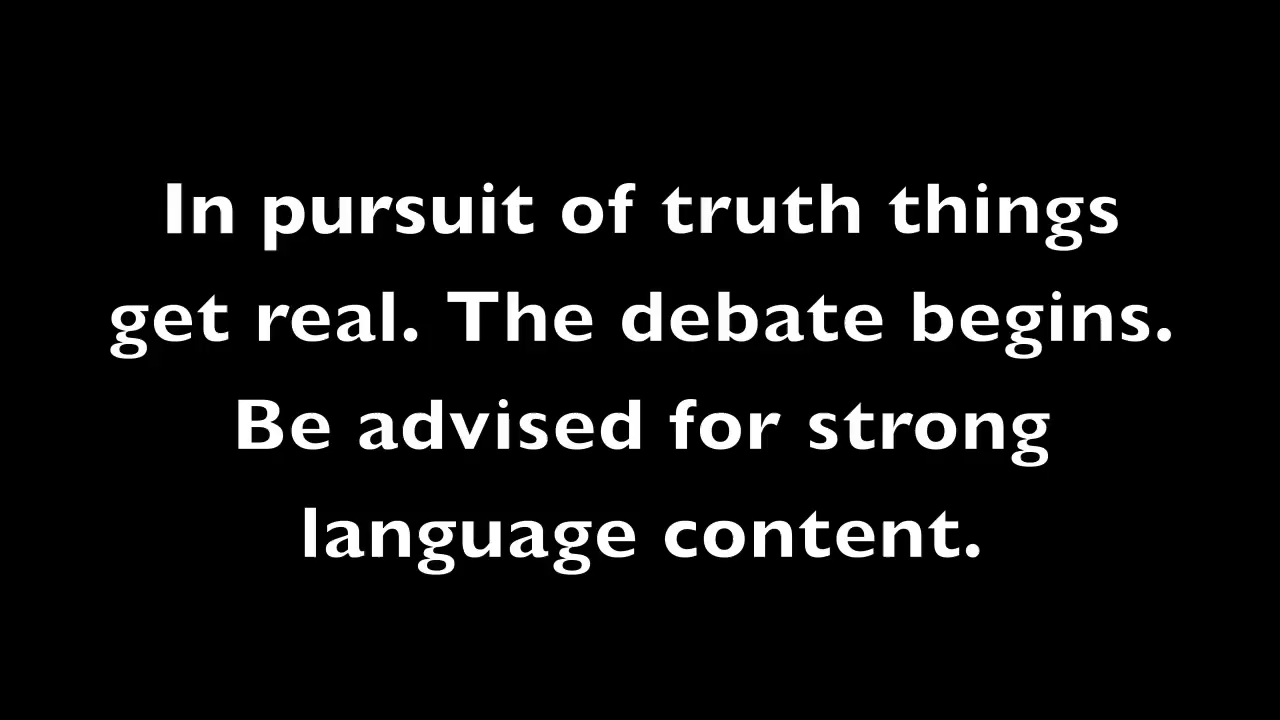 In pursuit of truth things
get real. The debate begins.
Be advised for strong
language content.